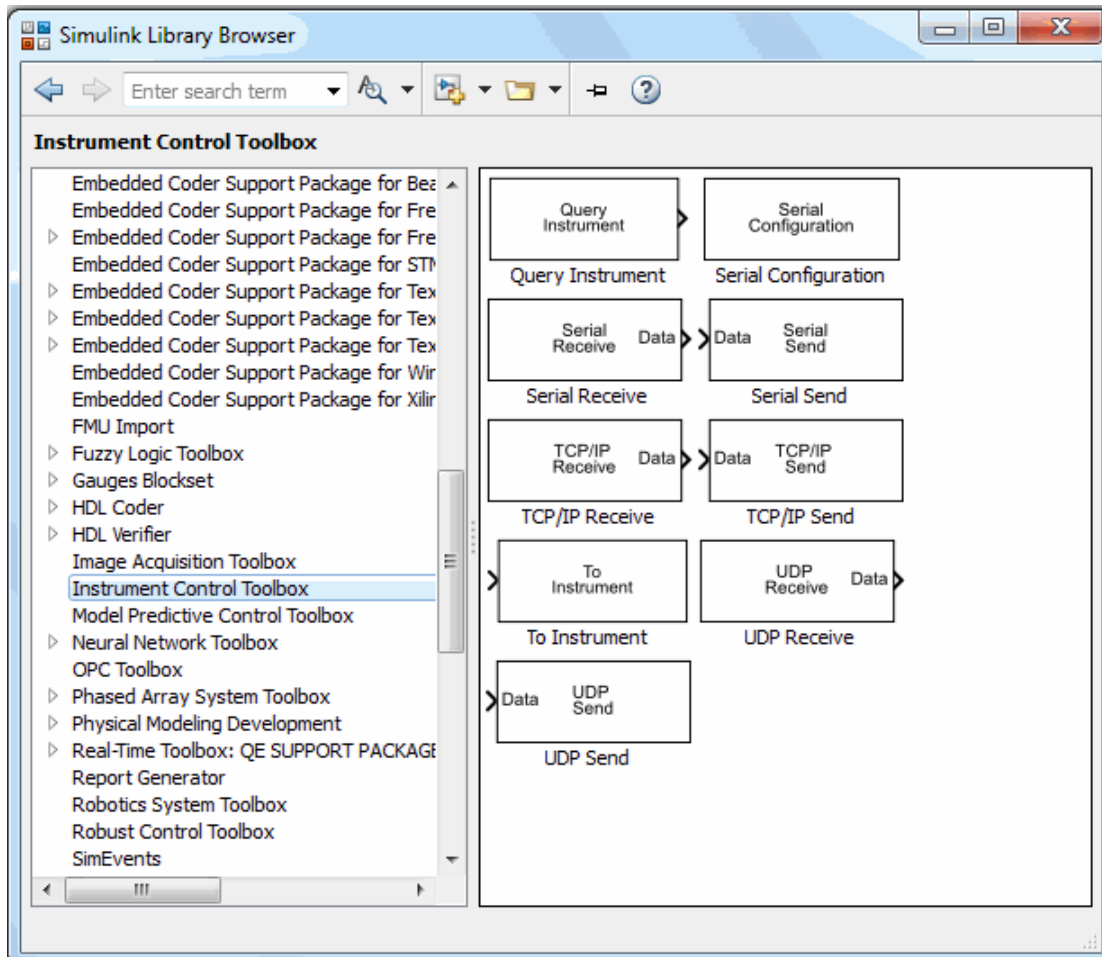 Simulink Library Browser
Enter search term
Instrument Control Toolbox
Embedded Coder Support Package for Bea
Embedded Coder Support Package for Fre
Embedded Coder Support Package for Fre
Embedded Coder Support Package for STM
Embedded Coder Support Package for Tex
Embedded Coder Support Package for Tex
Embedded Coder Support Package for Tex
Embedded Coder Support Package for Wir
Embedded Coder Support Package for Xilin
FMU Import
Fuzzy Logic Toolbox
Gauges Blockset
HDL Coder
HDL Verifier
Image Acquisition Toolbox
Instrument Control Toolbox
Model Predictive Control Toolbox
Neural Network Toolbox
OPC Toolbox
Phased Array System Toolbox
Physical Modeling Development
Real-Time Toolbox: QE SUPPORT PACKAGE
Report Generator
Robotics System Toolbox
Robust Control Toolbox
SimEvents
Query
Instrument
Query Instrument
Serial
Configuration
Serial Configuration
Serial
Receive
Data
Serial Receive
Data
Serial
Send
Serial Send
TCP/IP
Receive
Data
TCP/IP Receive
Data
TCP/IP
Send
TCP/IP Send
To
Instrument
To Instrument
UDP
Receive
Data
UDP Receive
Data
UDP
Send
UDP Send